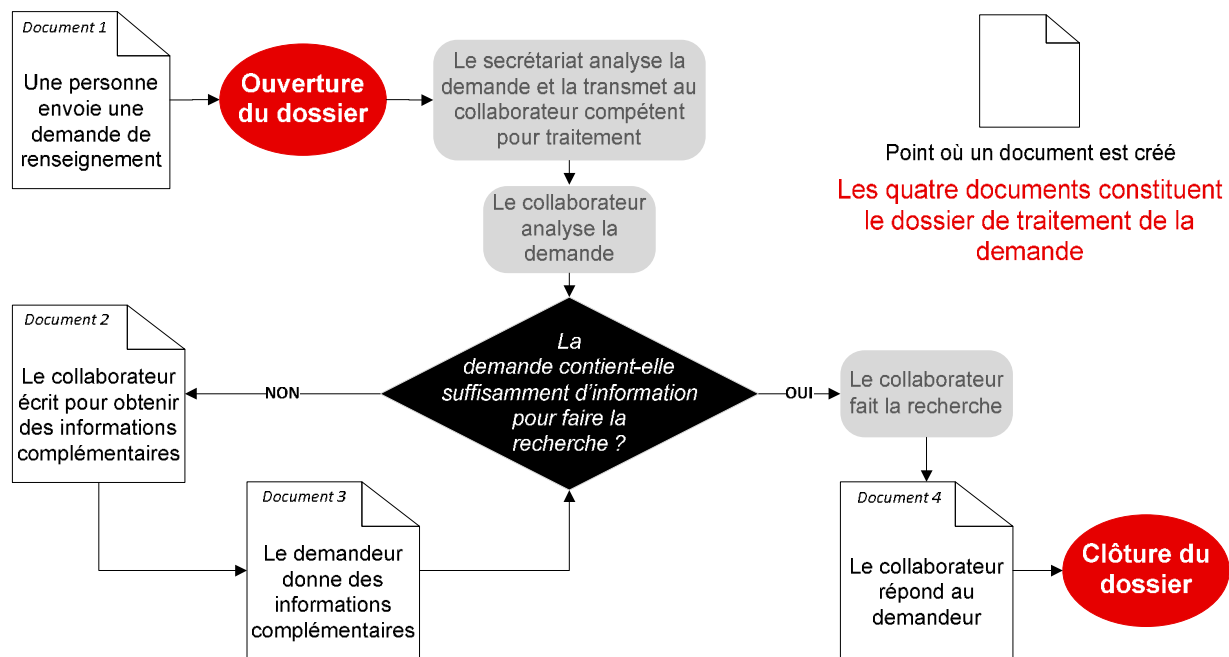 Document 1
Une personne
envoie une
demande de
renseignement
Ouverture
du dossier
Le secrétariat analyse la
demande et la transmet au
collaborateur compétent
pour traitement
Point où un document est créé
Les quatre documents constituent
le dossier de traitement de la
demande
Le collaborateur
analyse la
demande
La
demande contient-elle
suffisamment d'information
pour faire la
recherche ?
NON
OUI
Document 2
Le collaborateur
écrit pour obtenir
des informations
complémentaires
Document 3
Le demandeur
donne des
informations
complémentaires
Le collaborateur
fait la recherche
Document 4
Le collaborateur
répond au
demandeur
Clôture du
dossier